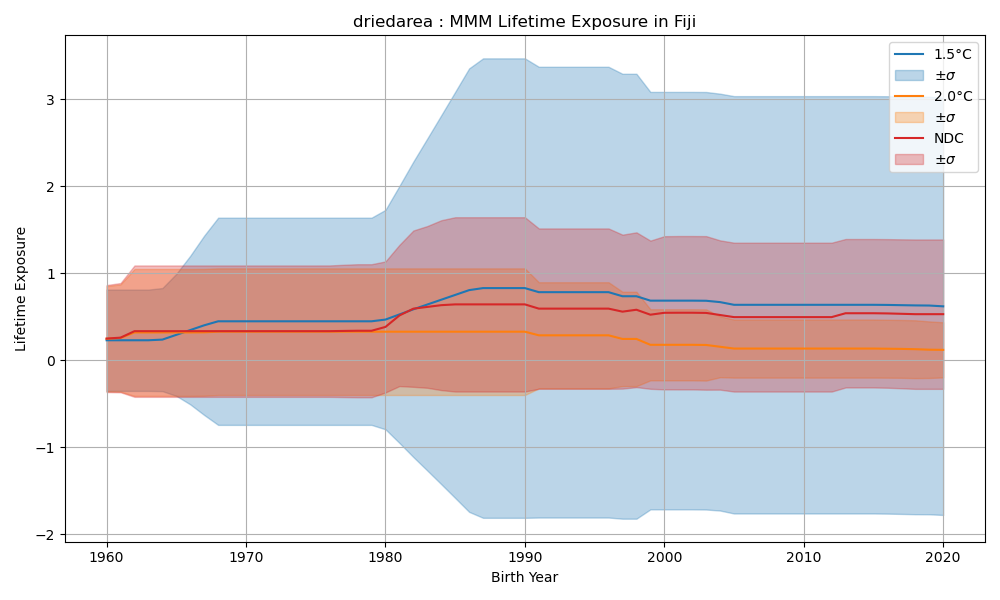 driedarea : MMM Lifetime Exposure in Fiji
Lifetime Exposure
3
2
1
0
−1
−2
1960 1970 1980 1990 2000 2010 2020
Birth Year
1.5°C
±σ
2.0°C
±σ
NDC
±σ